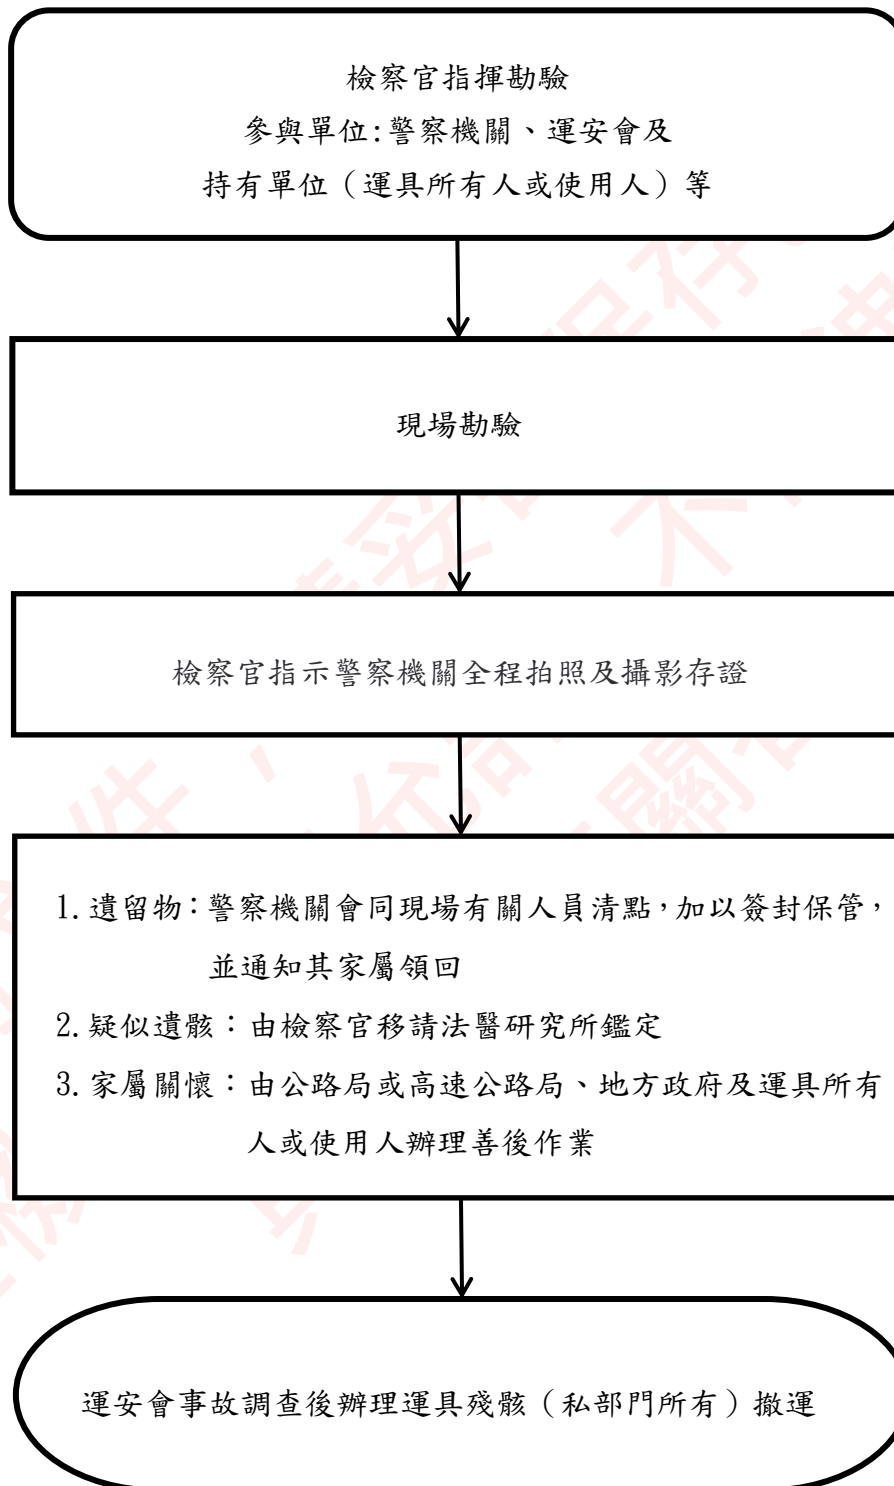 檢察官指揮勘驗
參與單位:警察機關、運安會及
持有單位（運具所有人或使用人）等
現場勘驗
檢察官指示警察機關全程拍照及攝影存證
1.遺留物：警察機關會同現場有關人員清點，加以簽封保管，
並通知其家屬領回
2.疑似遺骸：由檢察官移請法醫研究所鑑定
3.家屬關懷：由公路局或高速公路局、地方政府及運具所有
人或使用人辦理善後作業
運安會事故調查後辦理運具殘骸（私部門所有）撤運